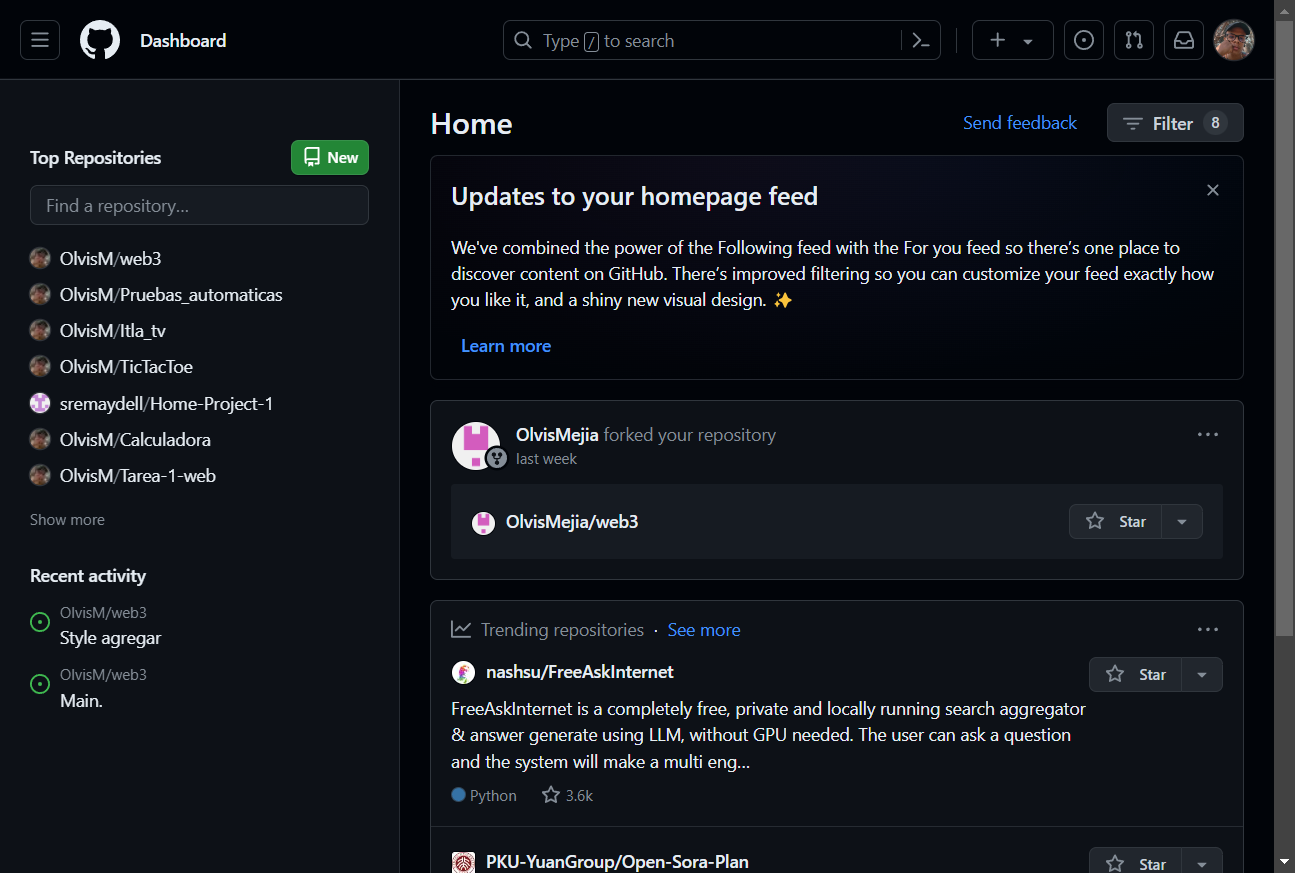 Dashboard
Type / to search
Top Repositories
New
Find a repository...
OlvisM/web3
OlvisM/Pruebas_automaticas
OlvisM/Itla_tv
OlvisM/TicTacToe
sremaydell/Home-Project-1
OlvisM/Calculadora
OlvisM/Tarea-1-web
Show more
Recent activity
OlvisM/web3
Style agregar
OlvisM/web3
Main.
Home
Send feedback
Filter 8
Updates to your homepage feed
We've combined the power of the Following feed with the For you feed so there's one place to
discover content on GitHub. There's improved filtering so you can customize your feed exactly how
you like it, and a shiny new visual design. ✨
Learn more
OlvisMejia forked your repository
last week
OlvisMejia/web3
Star
Trending repositories · See more
nashsu/FreeAskInternet
Star
FreeAskInternet is a completely free, private and locally running search aggregator
& answer generate using LLM, without GPU needed. The user can ask a question
and the system will make a multi eng...
Python 3.6k
PKU-YuanGroup/Open-Sora-Plan
Star